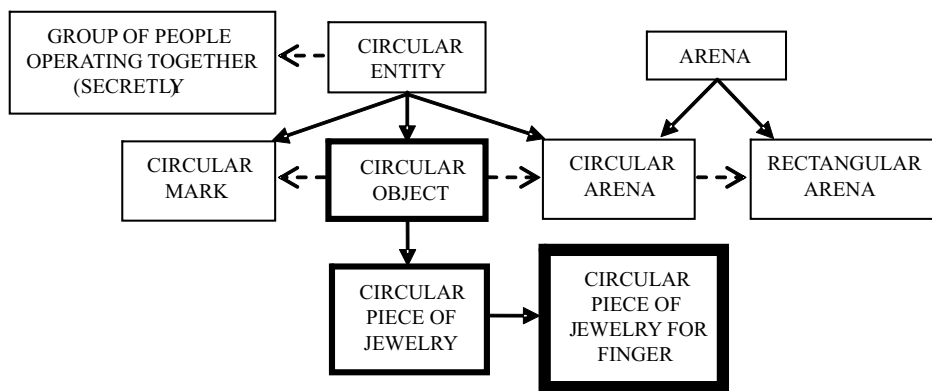 GROUP OF PEOPLE
OPERATING TOGETHER
(SECRETLY)
CIRCULAR
ENTITY
ARENA
CIRCULAR
MARK
CIRCULAR
OBJECT
CIRCULAR
ARENA
RECTANGULAR
ARENA
CIRCULAR
PIECE OF
JEWELRY
CIRCULAR
PIECE OF
JEWELRY FOR
FINGER